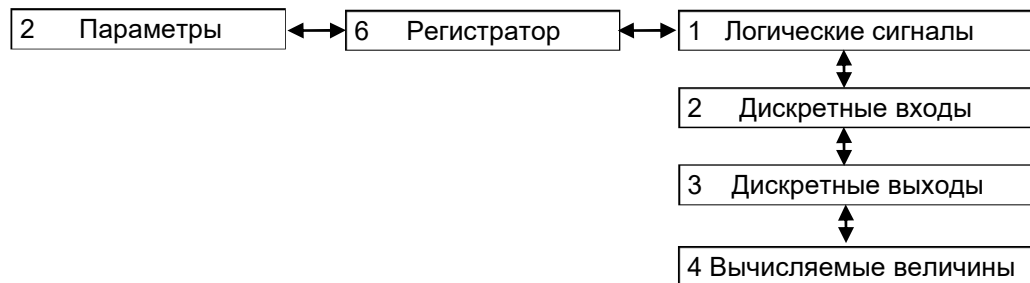 2 Параметры
6 Регистратор
1 Логические сигналы
2 Дискретные входы
3 Дискретные выходы
4 Вычисляемые величины